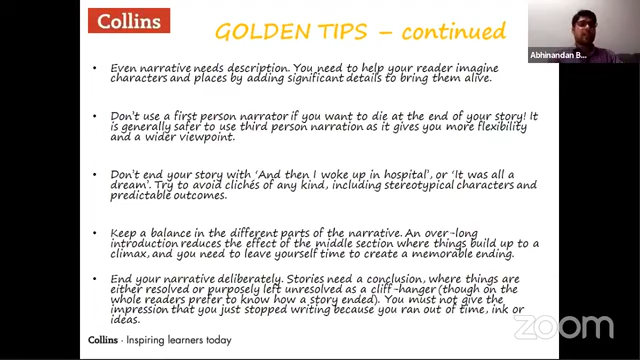 Collins
GOLDEN TIPS – continued
Abhinandan B...
• Even narrative needs description. You need to help your reader imagine
characters and places by adding significant details to bring them alive.
• Don't use a first person narrator if you want to die at the end of your story! It
is generally safer to use third person narration as it gives you more flexibility
and a wider viewpoint.
• Don't end your story with 'And then I woke up in hospital', or 'It was all a
dream'. Try to avoid clichés of any kind, including stereotypical characters and
predictable outcomes.
• Keep a balance in the different parts of the narrative. An over-long
introduction reduces the effect of the middle section where things build up to a
climax, and you need to leave yourself time to create a memorable ending.
• End your narrative deliberately. Stories need a conclusion, where things are
either resolved or purposely left unresolved as a cliff-hanger (though on the
whole readers prefer to know how a story ended). You must not give the
impression that you just stopped writing because you ran out of time, ink or
ideas.
zoom
Collins · Inspiring learners today